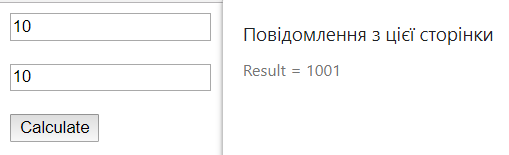 10
10
Calculate
Повідомлення з цієї сторінки
Result = 1001